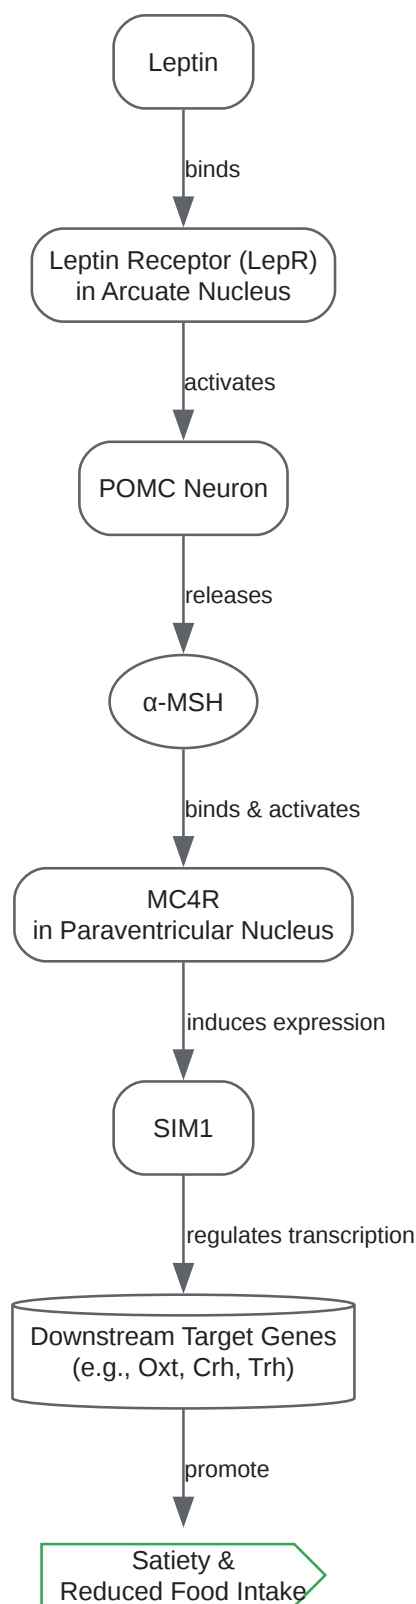 Leptin
binds
Leptin Receptor (LepR)
in Arcuate Nucleus
activates
POMC Neuron
releases
α-MSH
binds & activates
MC4R
in Paraventricular Nucleus
induces expression
SIM1
regulates transcription
Downstream Target Genes
(e.g., Oxt, Crh, Trh)
promote
Satiety &
Reduced Food Intake